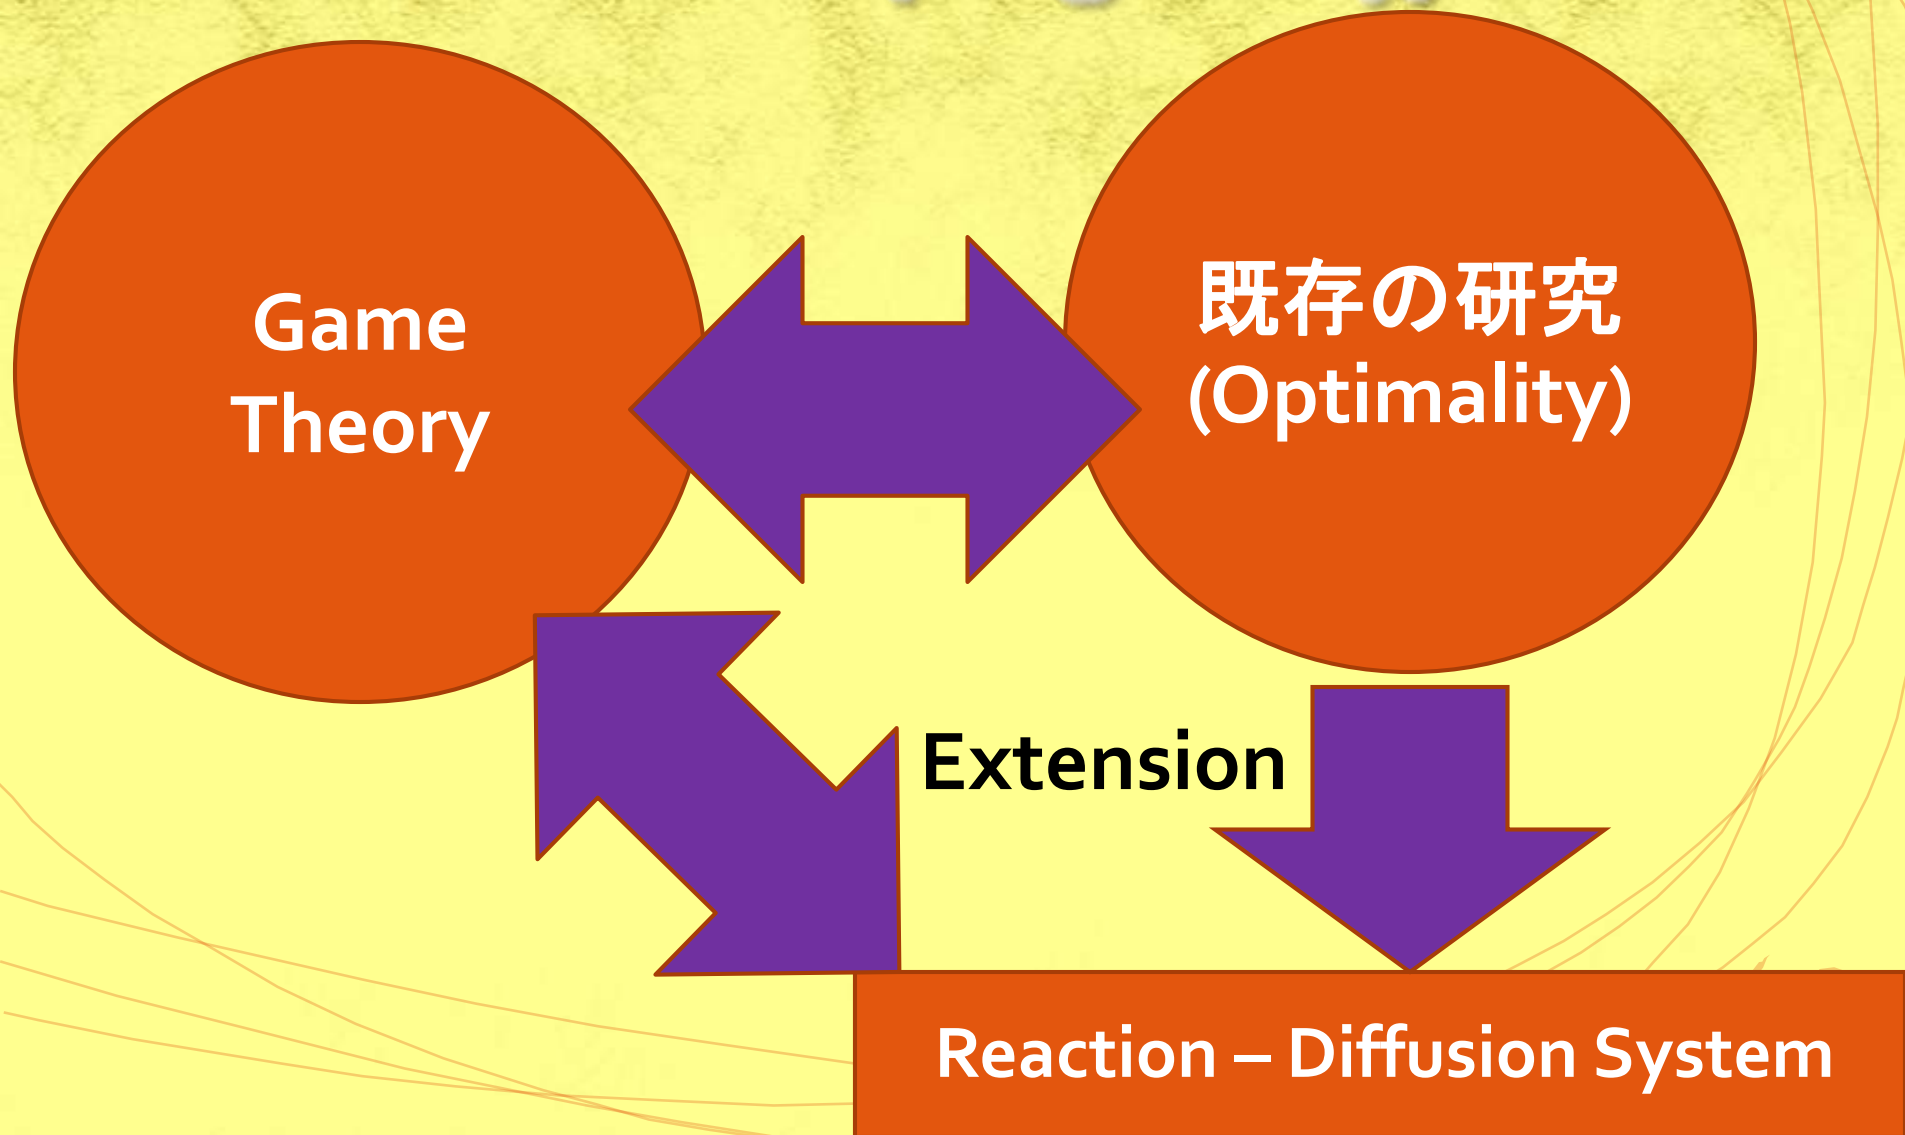 Game
Theory
既存の研究
(Optimality)
Extension
Reaction – Diffusion System